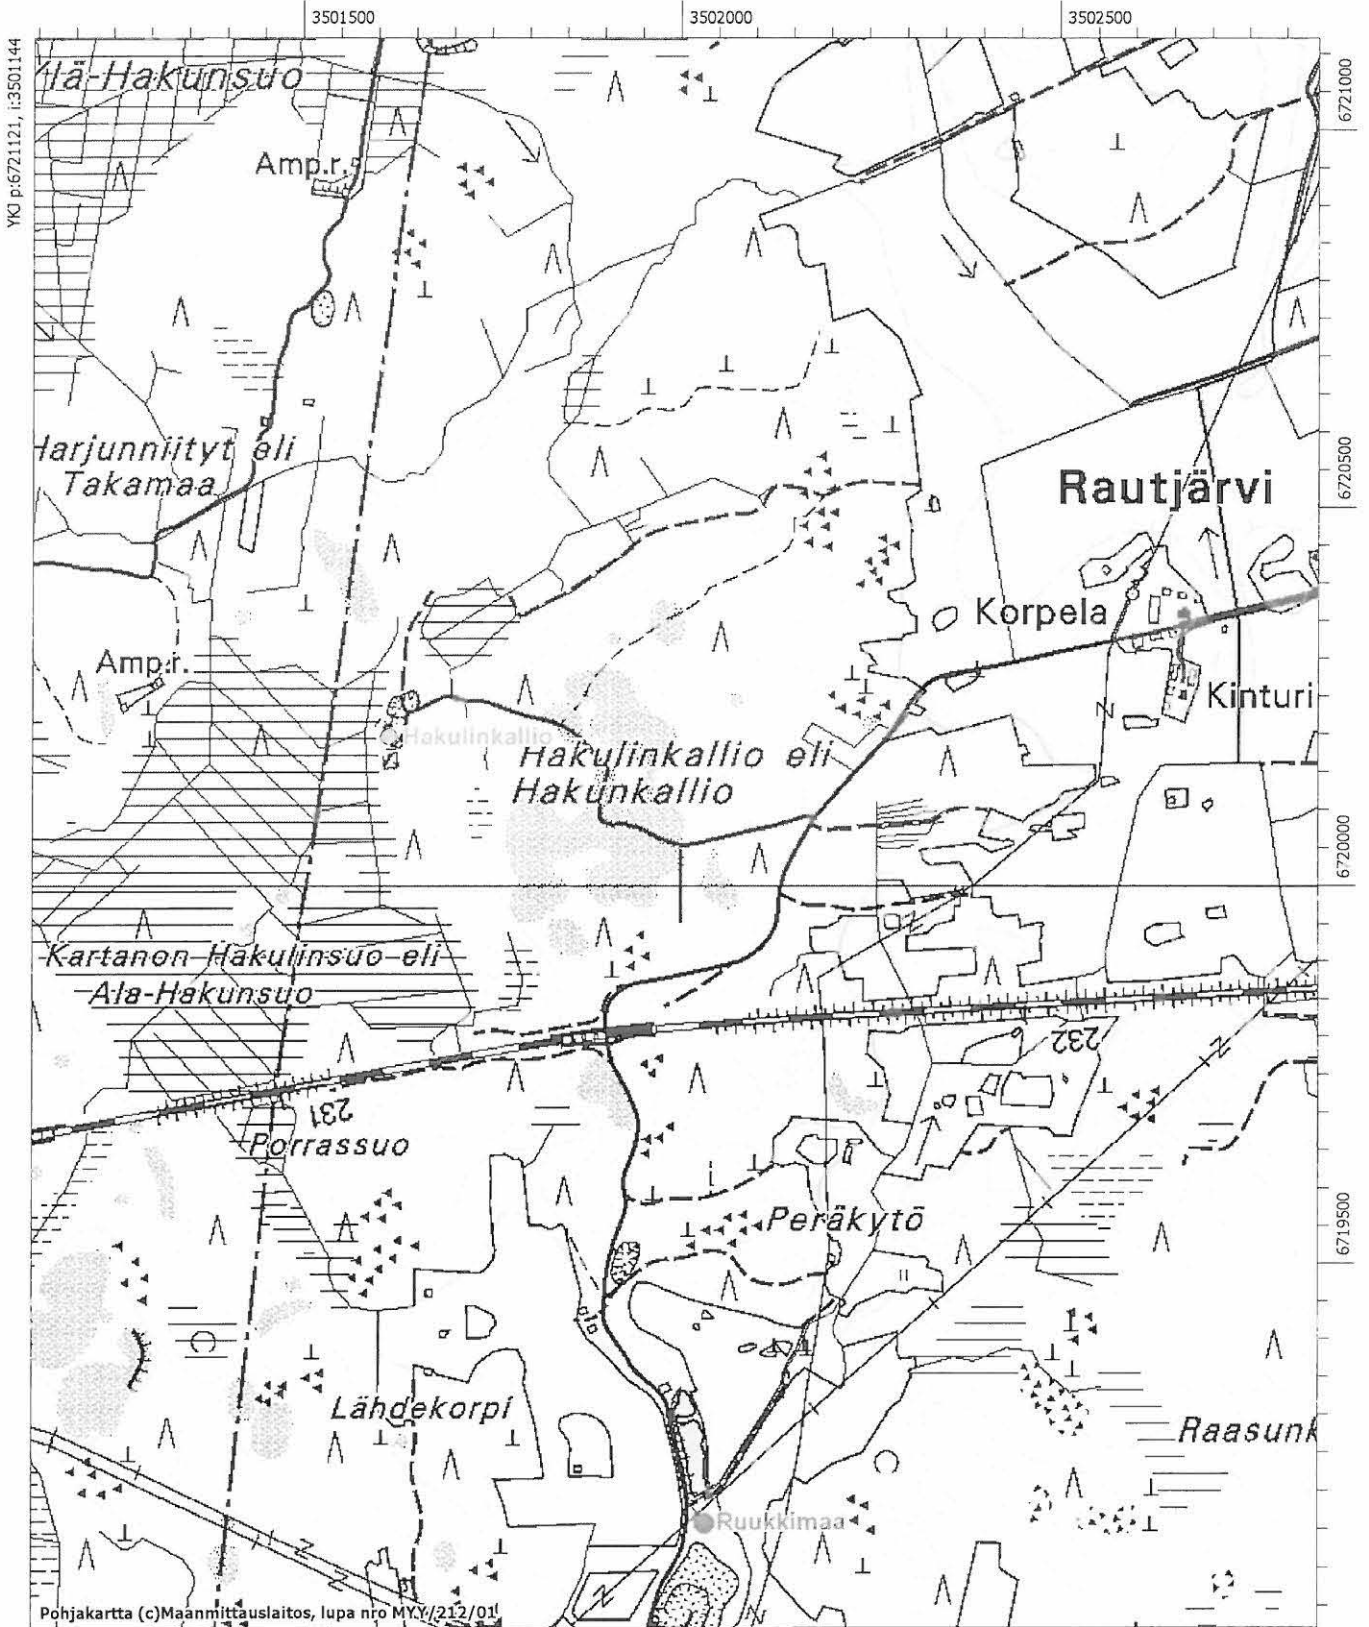 3501500
3502000
3502500
YKJ p:6721121, i:3501144
6721000
Ylä-Hakunsuo
Amp.r.
Harjunniityt eli
Takamaa
6720500
Rautjärvi
Korpela
Amp.r.
Kinturi
Hakulinkallio
Hakulinkallio eli
Hakunkallio
6720000
Kartanon Hakulinsuo eli
Ala-Hakunsuo
232
231
Porrassuo
6719500
Peräkytö
Lähdekorpi
Raasunk
Ruukkimaa
Pohjakartta (c)Maanmittauslaitos, lupa nro MYY/212/01